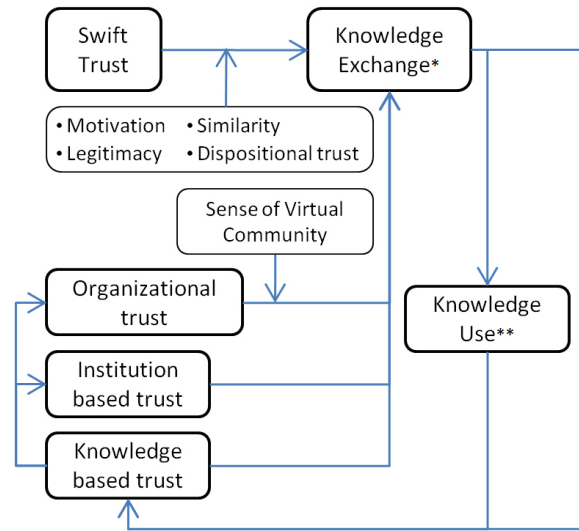 Swift
Trust
Knowledge
Exchange*
• Motivation • Similarity
• Legitimacy • Dispositional trust
Sense of Virtual
Community
Organizational
trust
Knowledge
Use**
Institution
based trust
Knowledge
based trust